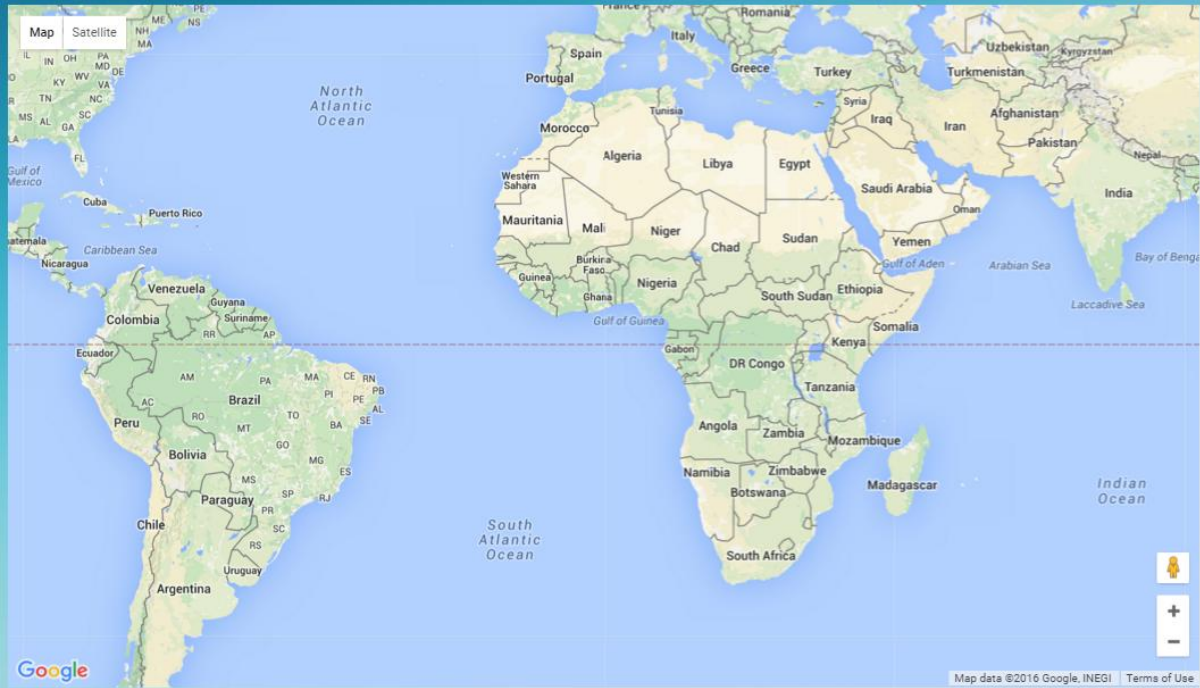 Map
Satellite
France
Romania
PE
ME
NS
NH
MA
Italy
Uzbekistan
Kyrgyzstan
Spain
Greece
Turkey
Turkmenistan
Portugal
IL
IN
OH
PA
MD
DE
KY
WV
VA
TN
NC
MS
AL
GA
SC
FL
North
Atlantic
Ocean
Tunisia
Syria
Iraq
Iran
Afghanistan
Pakistan
Morocco
Algeria
Libya
Egypt
Nepal
Gulf of
Mexico
Western
Sahara
Saudi Arabia
India
Cuba
Puerto Rico
Oman
Mauritania
Mali
Niger
Chad
Sudan
Yemen
Nicaragua
Caribbean Sea
Burkina
Faso
Guinea
Gulf of Aden
Arabian Sea
Bay of
Venezuela
Guyana
Suriname
Colombia
Nigeria
Ghana
South Sudan
Ethiopia
Laccadive Sea
Gulf of Guinea
Somalia
RR
AP
Ecuador
Gabon
Kenya
DR Congo
Tanzania
AM
PA
MA
CE
RN
PB
PI
PE
AL
SE
AC
RO
Brazil
TO
BA
MT
Peru
Angola
Zambia
Mozambique
GO
Bolivia
MG
ES
Namibia
Zimbabwe
Botswana
Madagascar
Indian
Ocean
MS
SP
RJ
Paraguay
PR
SC
Chile
South
Atlantic
Ocean
RS
Uruguay
South Africa
Argentina
+
−
Google
Map data ©2016 Google, INEGI
Terms of Use